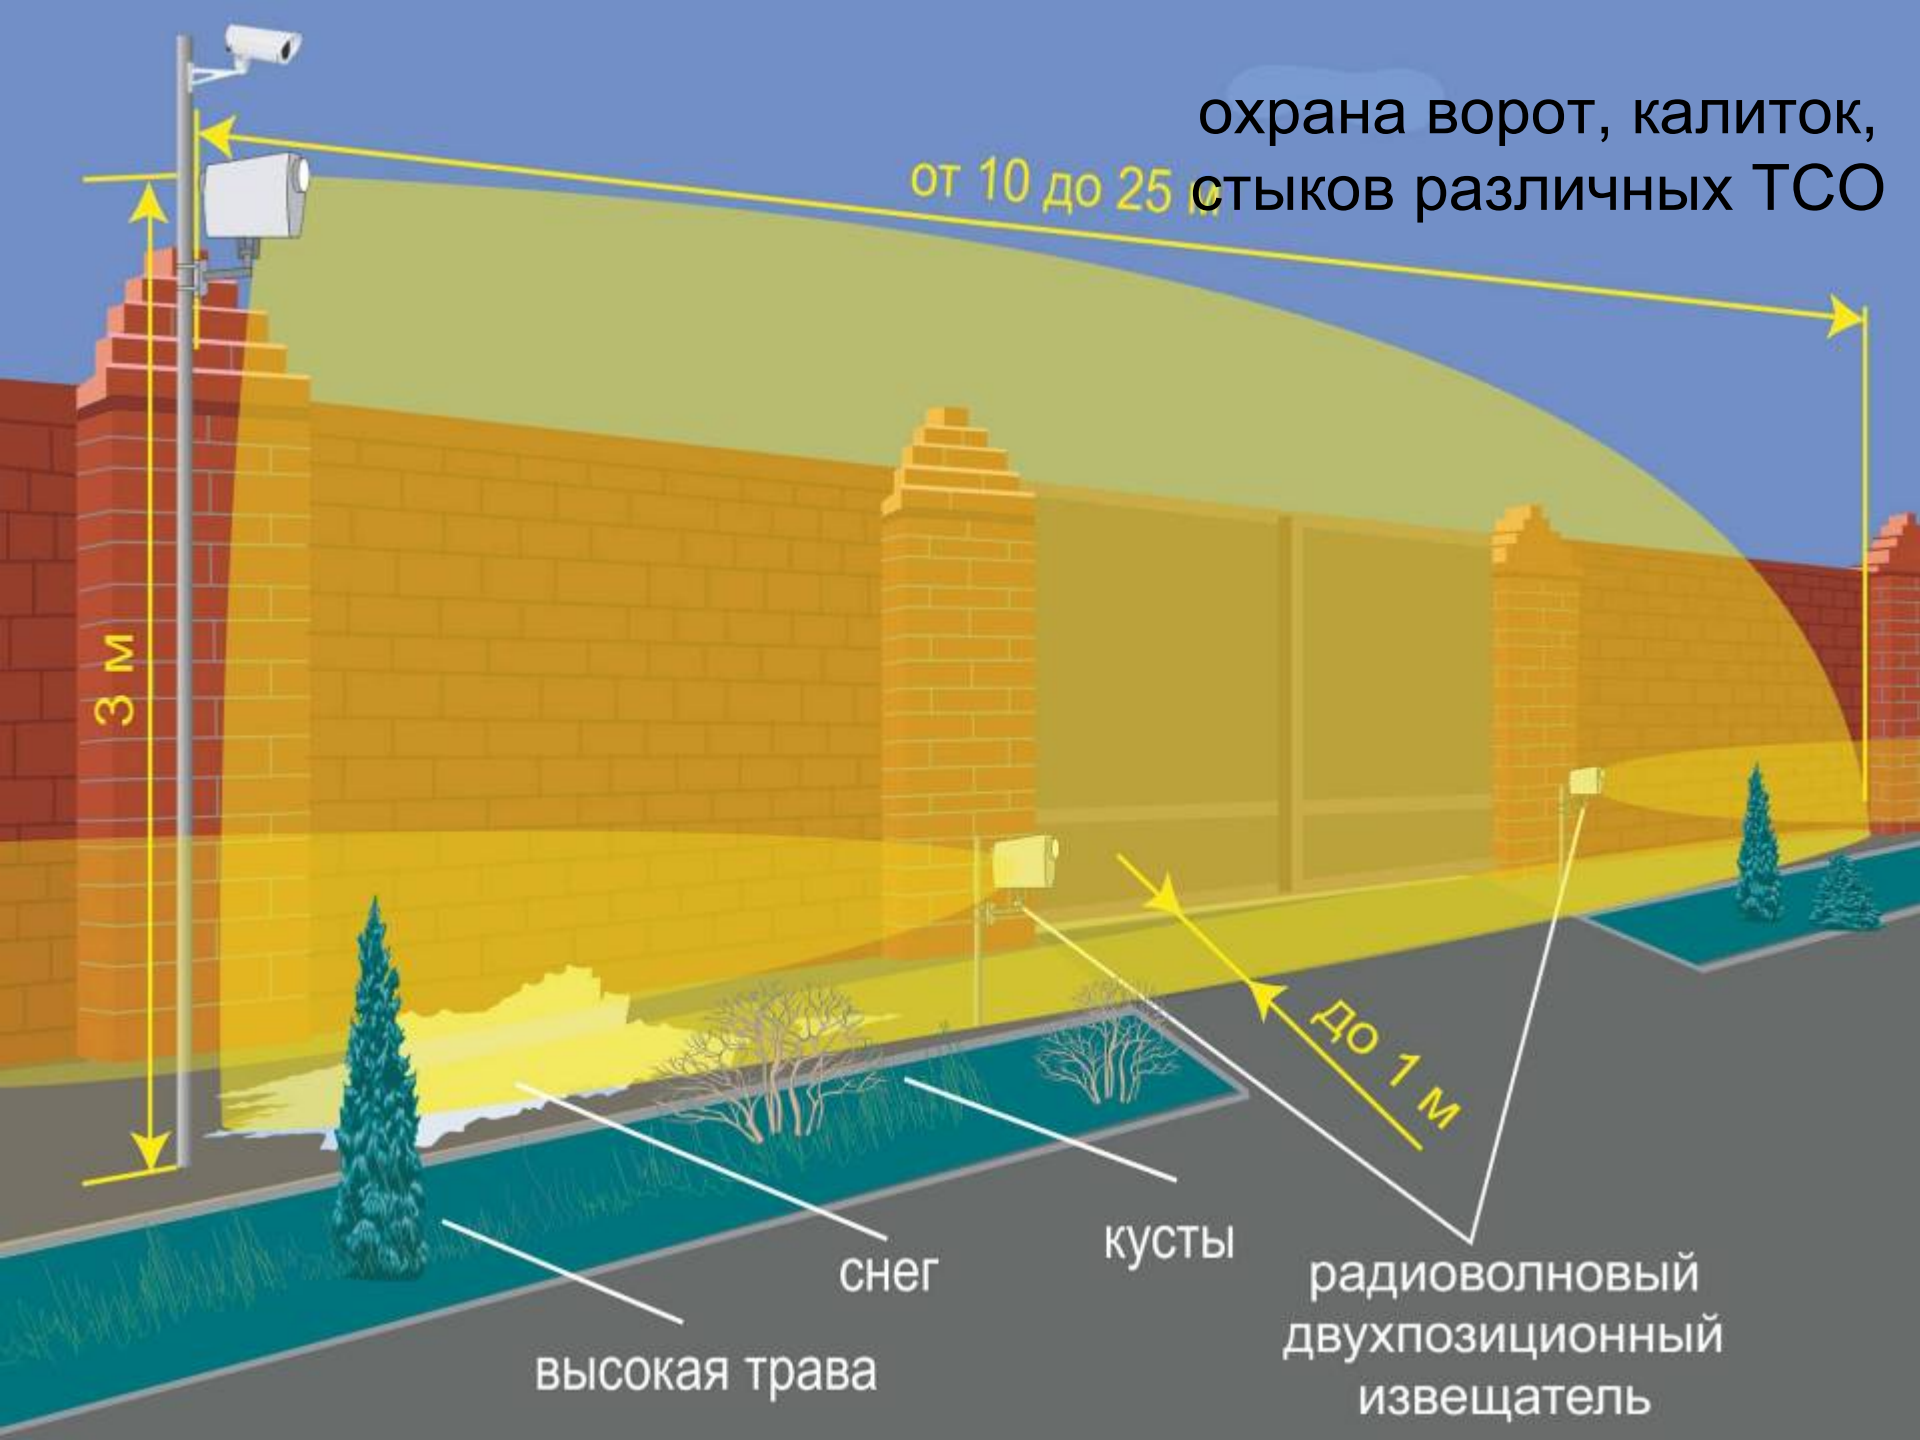 охрана ворот, калиток,
стыков различных ТСО
от 10 до 25 м
3 м
до 1 м
кусты
снег
высокая трава
радиоволновый
двухпозиционный
извещатель